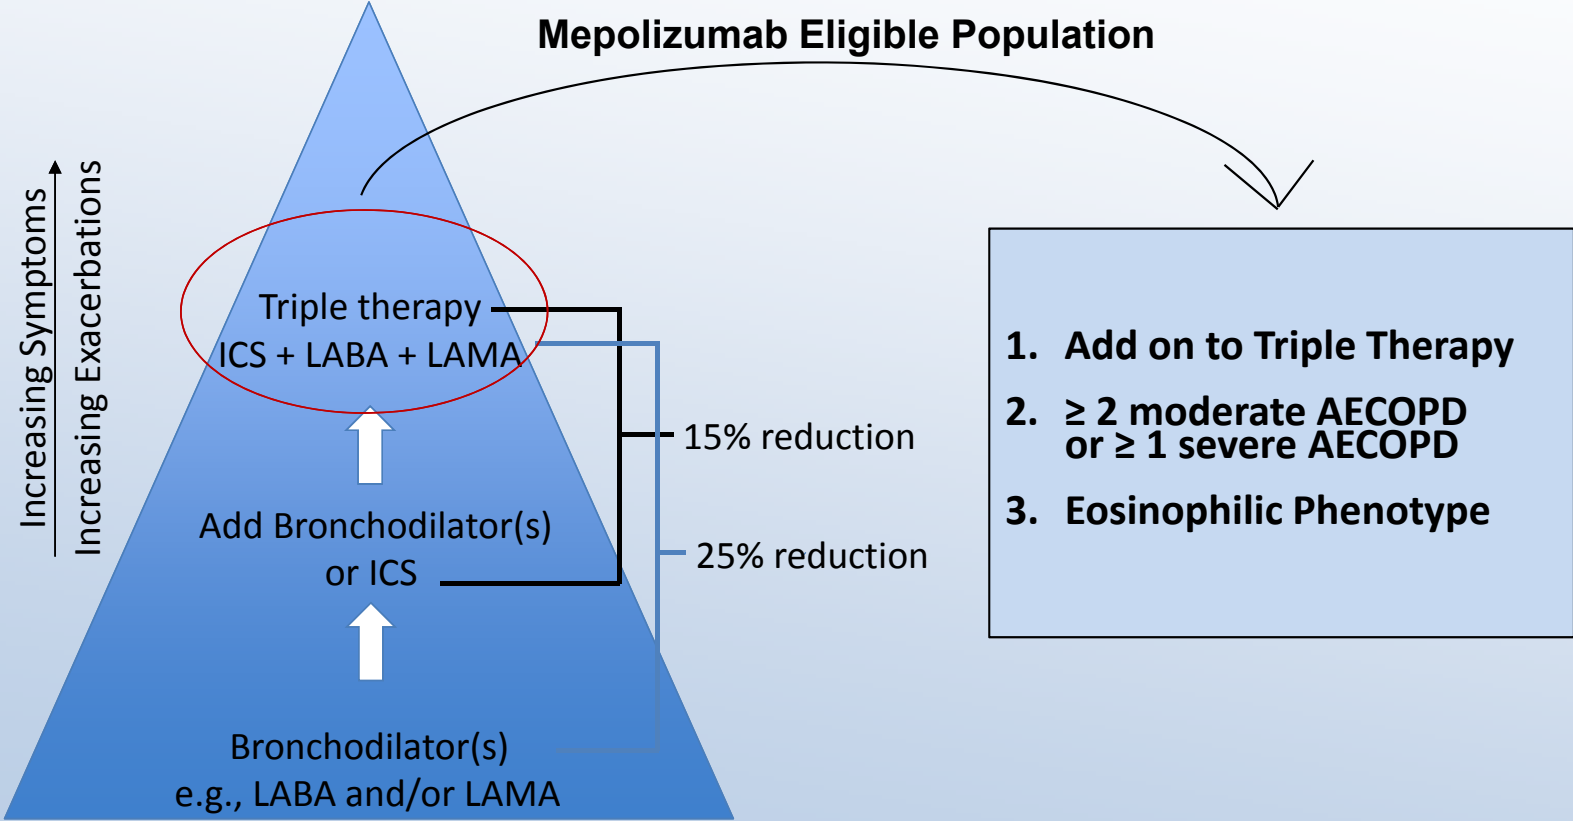 Mepolizumab Eligible Population
Increasing Symptoms
Increasing Exacerbations
Triple therapy
ICS + LABA + LAMA
15% reduction
Add Bronchodilator(s)
or ICS
25% reduction
Bronchodilator(s)
e.g., LABA and/or LAMA
1. Add on to Triple Therapy
2. ≥ 2 moderate AECOPD
or ≥ 1 severe AECOPD
3. Eosinophilic Phenotype